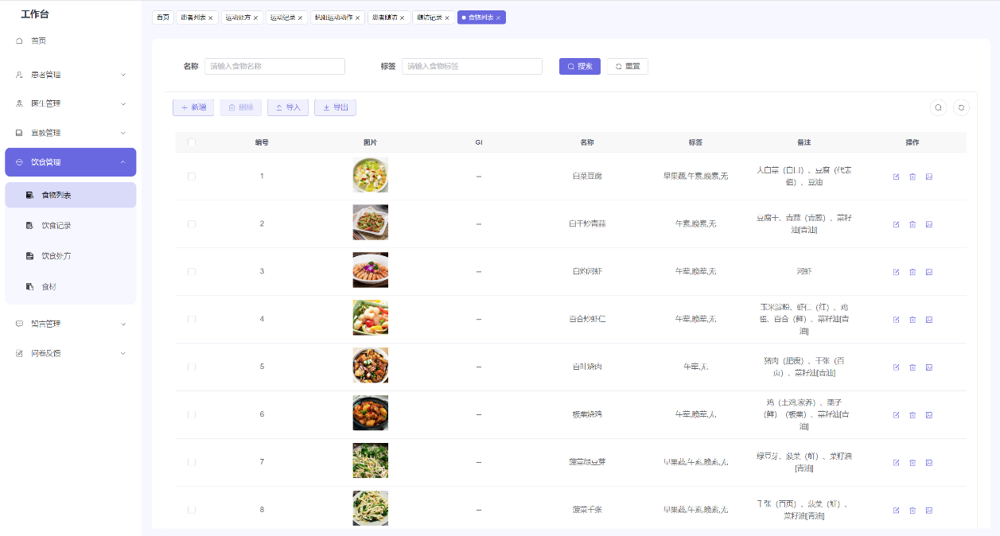 工作台
首页
患者管理
医生管理
宣教管理
饮食管理
食物列表
饮食记录
饮食处方
食材
留言管理
问卷反馈
首页 患者列表 运动处方 运动记录 抗阻运动动作 患者随访 随访记录 食物列表
名称 请输入食物名称 标签 请输入食物标签 搜索 重置
新增 删除 导入 导出
编号 图片 GI 名称 标签 备注 操作
1 -- 白菜豆腐 早果蔬,午素,晚素,无 大白菜（白口）、豆腐（代表
值）、豆油
2 -- 白干炒青蒜 午素,晚素,无 豆腐干、青蒜（青葱）、菜籽
油[青油]
3 -- 白灼河虾 午荤,晚荤,无 河虾
4 -- 百合炒虾仁 午荤,晚荤,无 玉米淀粉、虾仁（红）、鸡
蛋、百合（鲜）、菜籽油[青
油]
5 -- 百叶烧肉 午荤,无 猪肉（肥瘦）、千张（百
页）、菜籽油[青油]
6 -- 板栗烧鸡 午荤,晚荤,无 鸡（土鸡,家养）、栗子
（鲜）（板栗）、菜籽油[青
油]
7 -- 菠菜绿豆芽 早果蔬,午素,晚素,无 绿豆芽、菠菜（鲜）、菜籽油
[青油]
8 -- 菠菜千张 早果蔬,午素,晚素,无 千张（百页）、菠菜（鲜）、
菜籽油[青油]